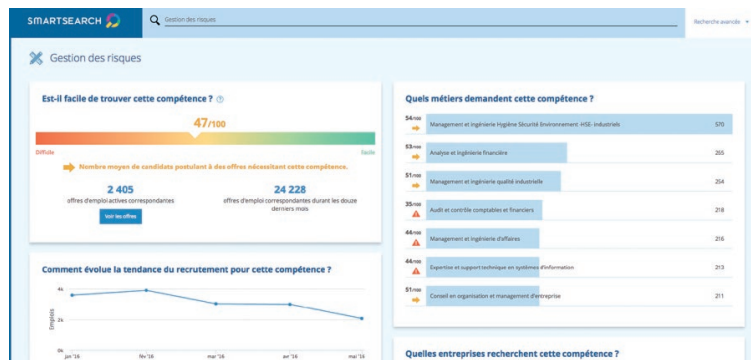 SMARTSEARCH
Gestion des risques
Recherche avancée
Gestion des risques
Est-il facile de trouver cette compétence ?
47/100
Difficile
Facile
Nombre moyen de candidats postulant à des offres nécessitant cette compétence.
2 405
offres d'emploi actives correspondantes
Voir les offres
24 228
offres d'emploi correspondantes durant les douze
derniers mois
Comment évolue la tendance du recrutement pour cette compétence ?
Emplois
4k
2k
0k
jan '16
fév '16
mar '16
avr '16
mai '16
Quels métiers demandent cette compétence ?
54/100
Management et ingénierie Hygiène Sécurité Environnement -HSE- industriels
570
53/100
Analyse et ingénierie financière
265
51/100
Management et ingénierie qualité industrielle
254
35/100
Audit et contrôle comptables et financiers
218
44/100
Management et ingénierie d'affaires
216
44/100
Expertise et support technique en systèmes d'information
213
51/100
Conseil en organisation et management d'entreprise
211
Quelles entreprises recherchent cette compétence ?